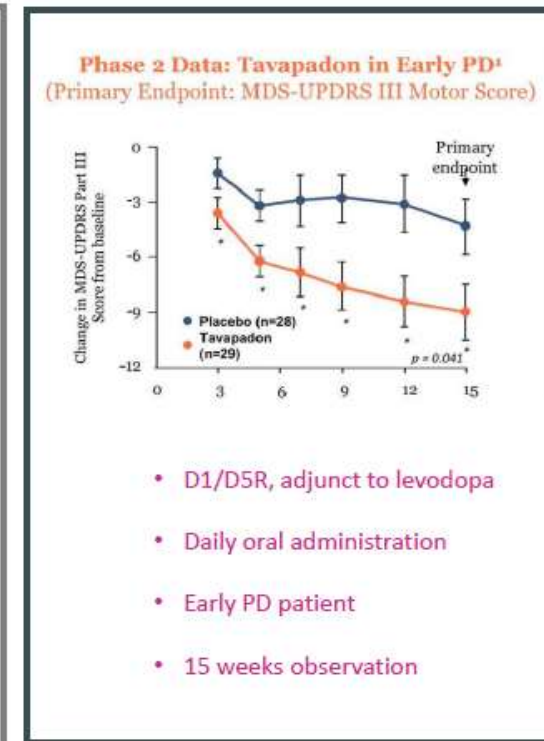 Phase 2 Data: Tavapadon in Early PD¹
(Primary Endpoint: MDS-UPDRS III Motor Score)
Primary
endpoint
Change in MDS-UPDRS Part III
Score from baseline
0
-3
-6
-9
-12
* * * * * *
Placebo (n=28)
Tavapadon
(n=29)
p = 0.041
0 3 6 9 12 15
• D1/D5R, adjunct to levodopa
• Daily oral administration
• Early PD patient
• 15 weeks observation